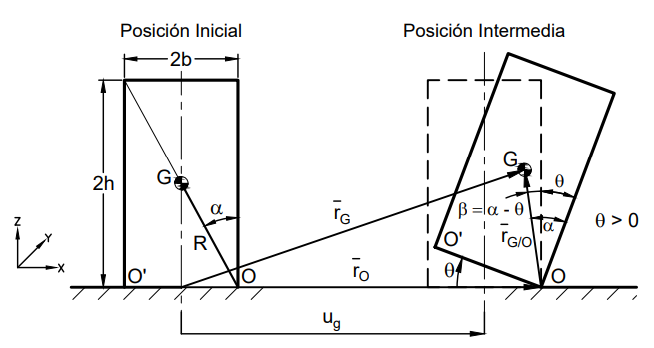 Posición Inicial
Posición Intermedia
2b
G
G
θ
2h
α
r̅G
β = α - θ
α
θ > 0
Z
Y
R
O'
r̅G/O
X
O'
O
r̅O
θ
O
ug